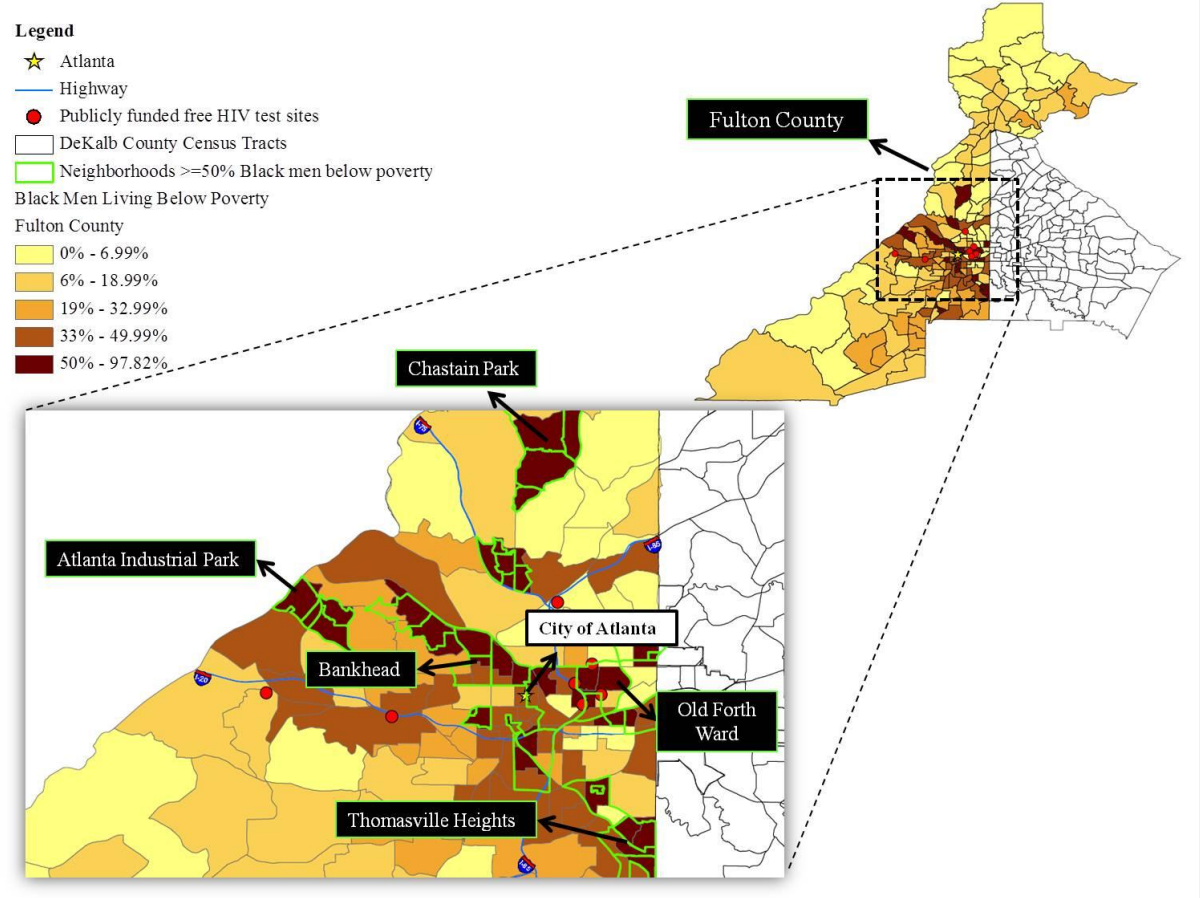 Legend
Atlanta
Highway
Publicly funded free HIV test sites
DeKalb County Census Tracts
Neighborhoods >=50% Black men below poverty
Black Men Living Below Poverty
Fulton County
0% - 6.99%
6% - 18.99%
19% - 32.99%
33% - 49.99%
50% - 97.82%
Fulton County
Chastain Park
I-75
Atlanta Industrial Park
I-85
City of Atlanta
Bankhead
I-20
Old Forth
Ward
Thomasville Heights
I-85